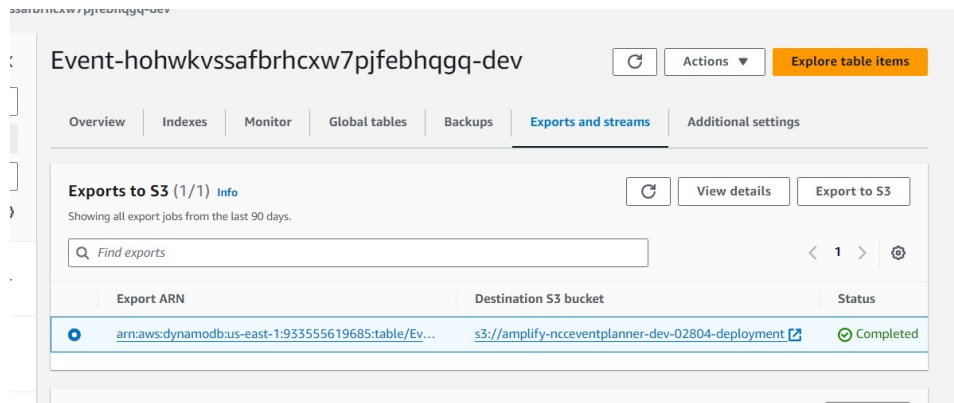 Event-hohwkvssafbrhcxw7pjfebhqgq-dev
Actions
Explore table items
Overview
Indexes
Monitor
Global tables
Backups
Exports and streams
Additional settings
Exports to S3 (1/1) Info
View details
Export to S3
Showing all export jobs from the last 90 days.
Find exports
1
Export ARN
Destination S3 bucket
Status
arn:aws:dynamodb:us-east-1:933555619685:table/Ev...
s3://amplify-ncceventplanner-dev-02804-deployment
Completed